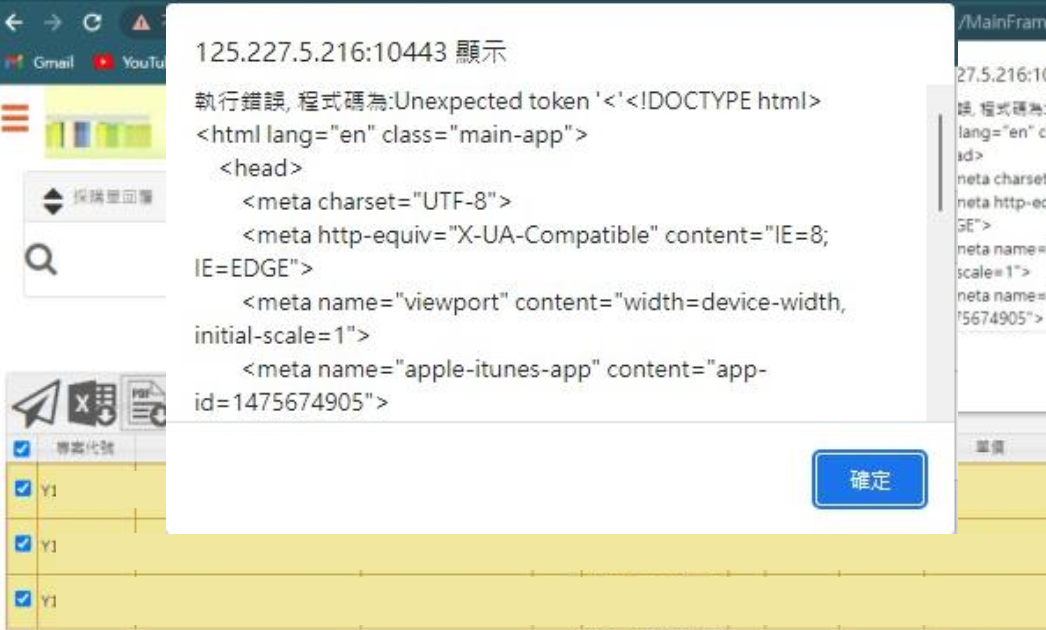 /MainFram
Gmail
YouTu
125.227.5.216:10443 顯示
執行錯誤, 程式碼為:Unexpected token '<'<!DOCTYPE html>
<html lang="en" class="main-app">
<head>
<meta charset="UTF-8">
<meta http-equiv="X-UA-Compatible" content="IE=8;
IE=EDGE">
<meta name="viewport" content="width=device-width,
initial-scale=1">
<meta name="apple-itunes-app" content="app-
id=1475674905">
確定
27.5.216:10
誤, 程式碼為:
lang="en" c
ad>
neta charset
neta http-eq
GE">
neta name=
scale=1">
neta name=
75674905">
採購單回覆
PDF
專案代號
單價
Y1
Y1
Y1